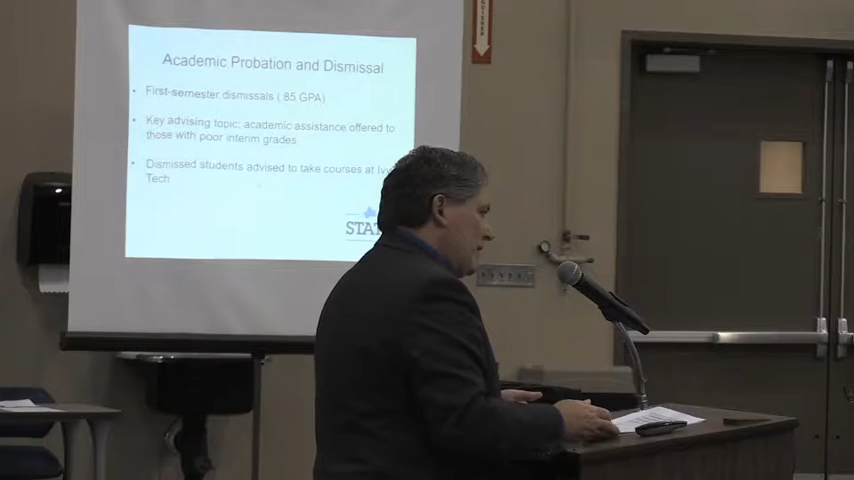 Academic Probation and Dismissal
• First-semester dismissals (.85 GPA)
• Key advising topic: academic assistance offered to
those with poor interim grades
• Dismissed students advised to take courses at
Tech